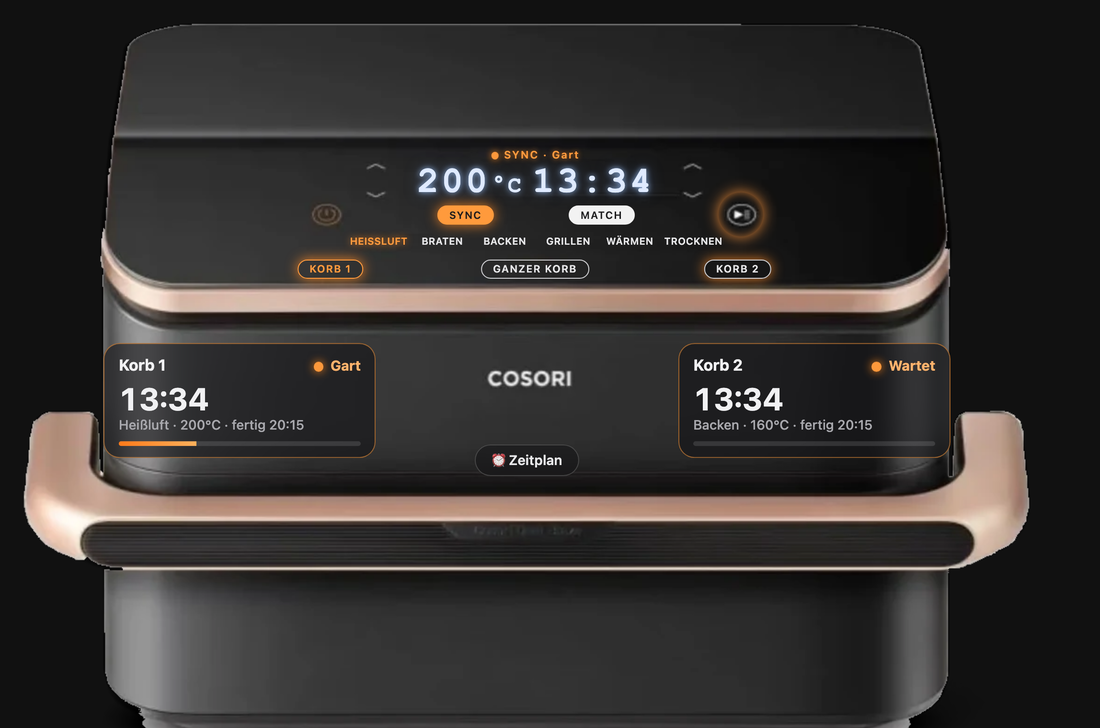 SYNC · Gart
200°C 13:34
SYNC MATCH
HEISSLUFT BRATEN BACKEN GRILLEN WÄRMEN TROCKNEN
KORB 1 GANZER KORB KORB 2
Korb 1 Gart
13:34
Heißluft · 200°C · fertig 20:15
COSORI
Korb 2 Wartet
13:34
Backen · 160°C · fertig 20:15
Zeitplan